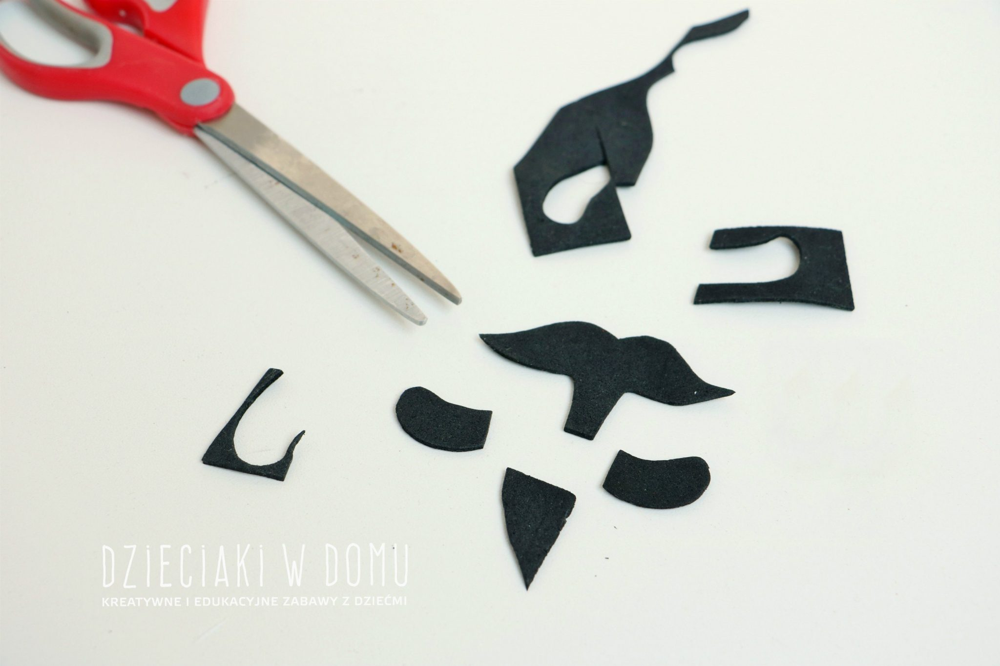 DZiECiAKi W DOMU
KREATYWNE I EDUKACYJNE ZABAWY Z DZIEĆMI